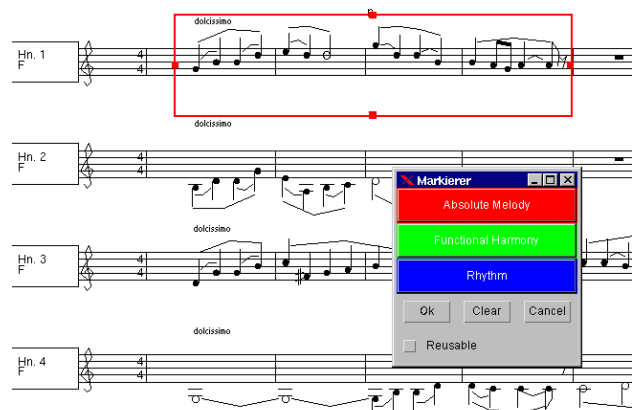 dolcissimo
p
Hn. 1
F
4
4
dolcissimo
Hn. 2
F
4
4
Markierer
Absolute Melody
Functional Harmony
Rhythm
Ok Clear Cancel
Reusable
dolcissimo
Hn. 3
F
4
4
dolcissimo
Hn. 4
F
4
4